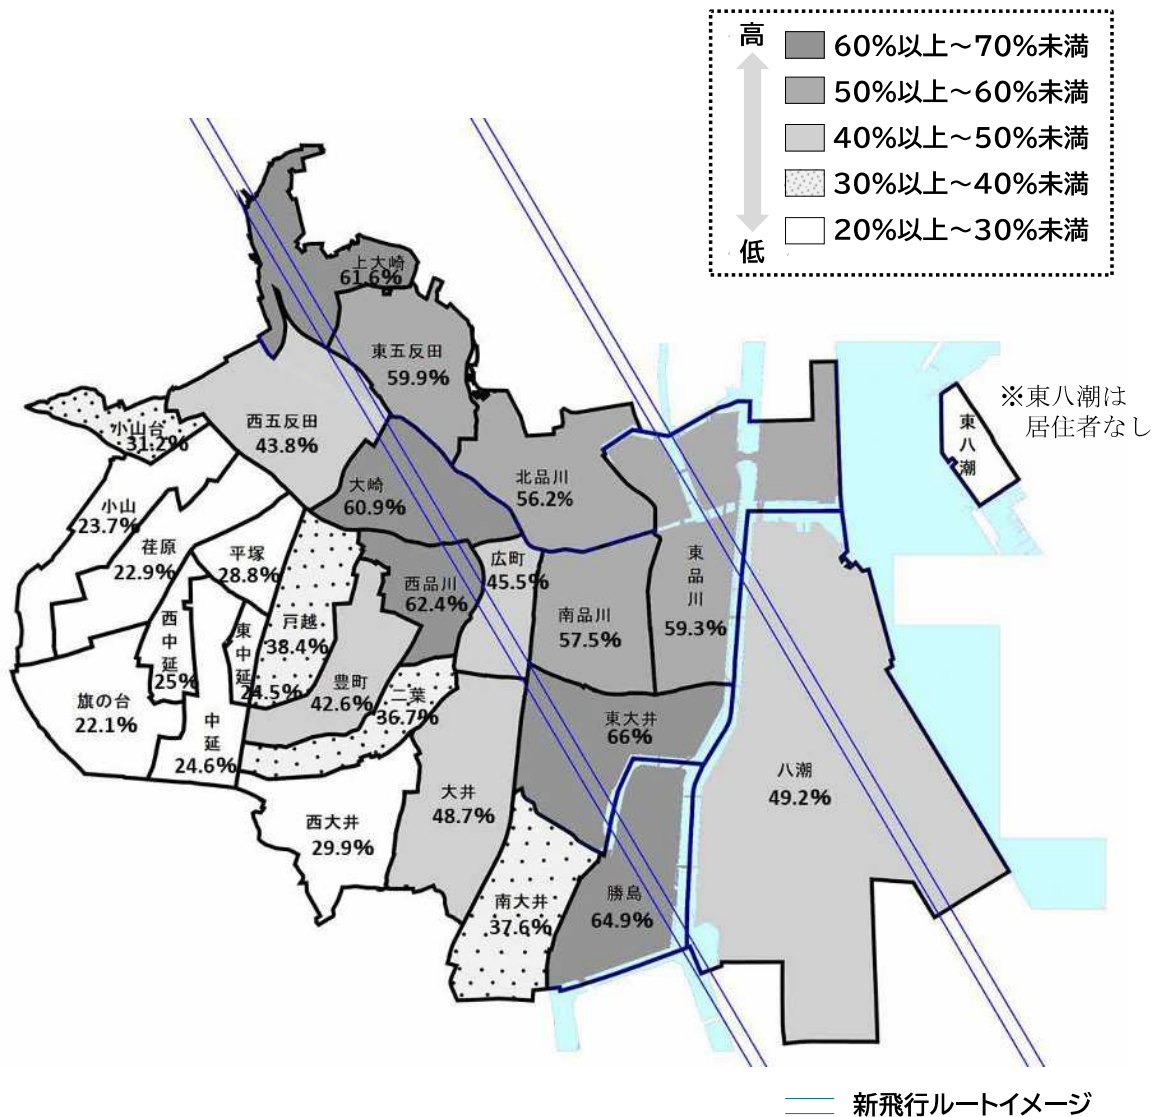 高
60%以上～70%未満
50%以上～60%未満
40%以上～50%未満
30%以上～40%未満
20%以上～30%未満
低
上大崎
61.6%
東五反田
59.9%
※東八潮は
居住者なし
東八潮
小山台
31.2%
西五反田
43.8%
大崎
60.9%
北品川
56.2%
小山
23.7%
荏原
22.9%
平塚
28.8%
西品川
62.4%
広町
45.5%
東品川
59.3%
南品川
57.5%
戸越
38.4%
西中延
25%
東中延
24.5%
豊町
42.6%
二葉
36.7%
旗の台
22.1%
中延
24.6%
東大井
66%
八潮
49.2%
大井
48.7%
西大井
29.9%
南大井
37.6%
勝島
64.9%
新飛行ルートイメージ